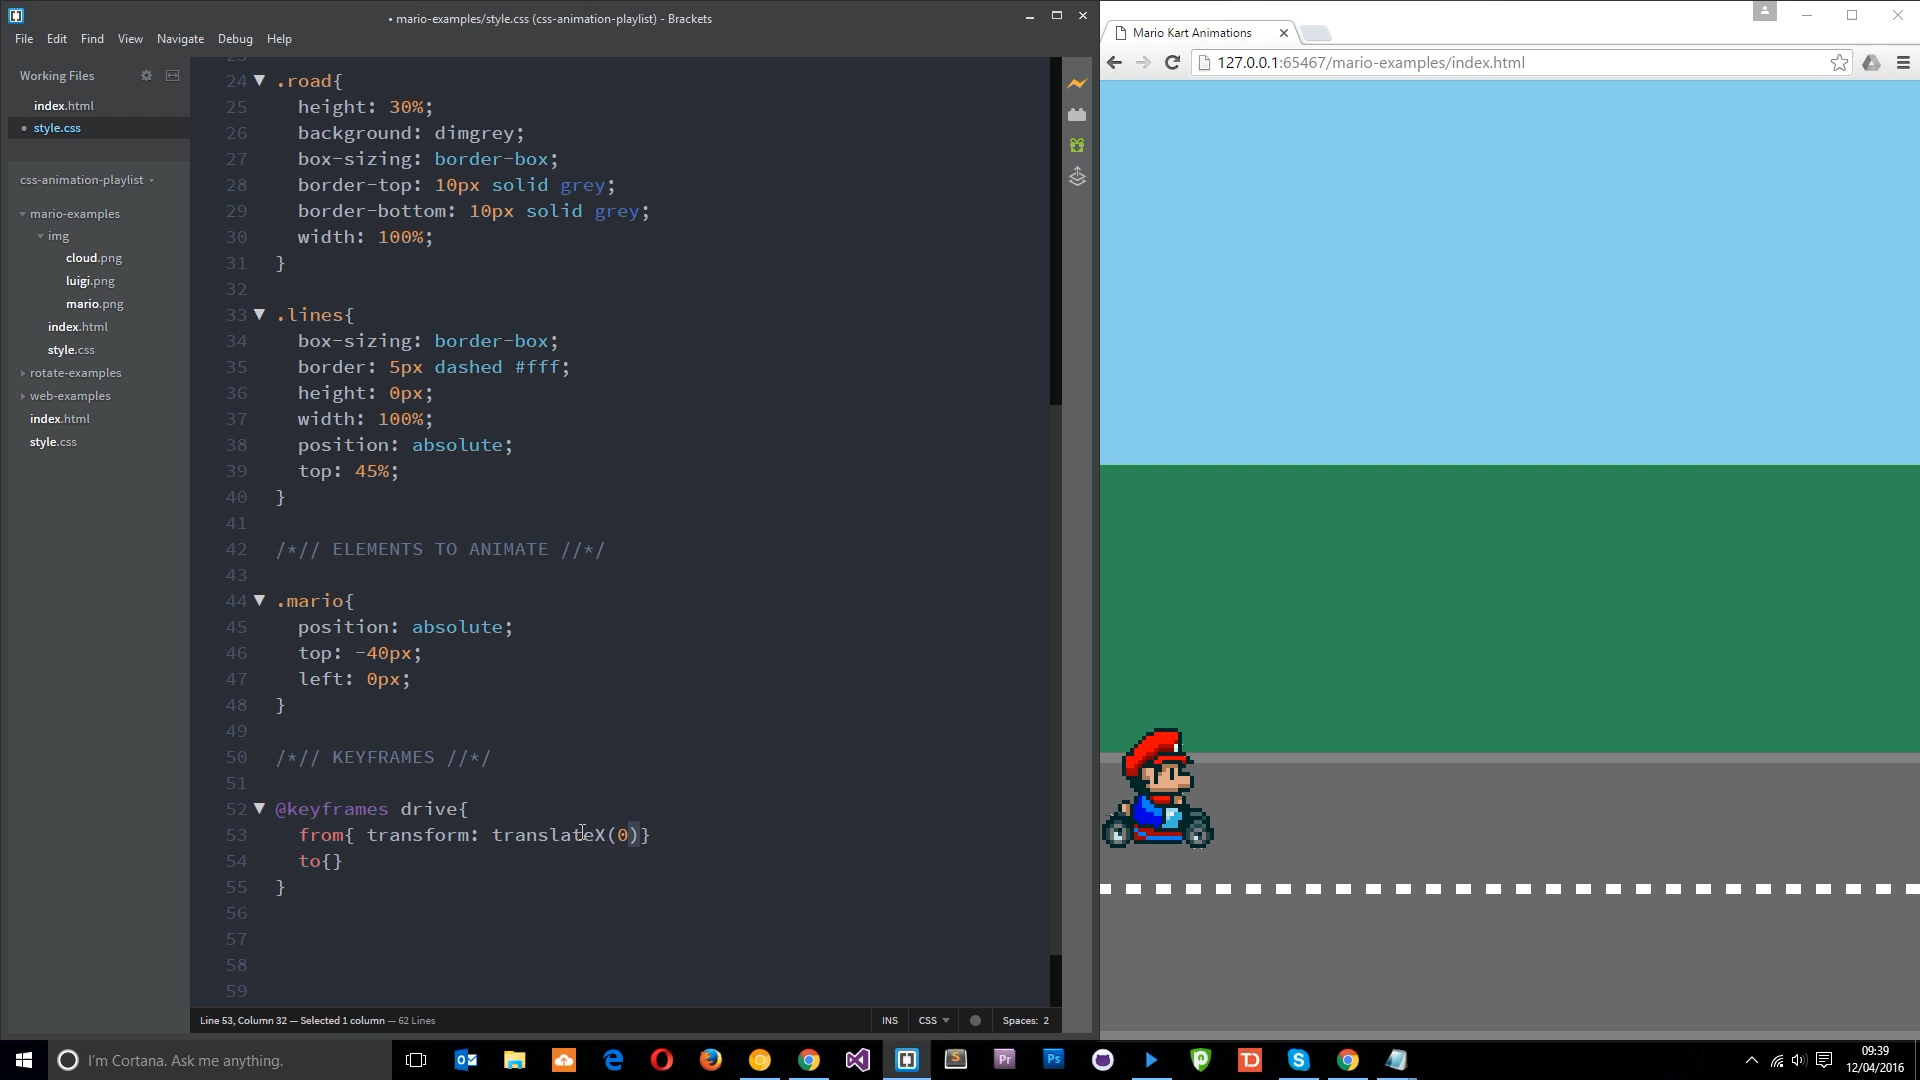 mario-examples/style.css (css-animation-playlist) - Brackets
File Edit Find View Navigate Debug Help
Working Files
index.html
style.css
css-animation-playlist
mario-examples
img
cloud.png
luigi.png
mario.png
index.html
style.css
rotate-examples
web-examples
index.html
style.css
23
24 .road{
25 height: 30%;
26 background: dimgrey;
27 box-sizing: border-box;
28 border-top: 10px solid grey;
29 border-bottom: 10px solid grey;
30 width: 100%;
31 }
32
33 .lines{
34 box-sizing: border-box;
35 border: 5px dashed #fff;
36 height: 0px;
37 width: 100%;
38 position: absolute;
39 top: 45%;
40 }
41
42 /*// ELEMENTS TO ANIMATE //*/
43
44 .mario{
45 position: absolute;
46 top: -40px;
47 left: 0px;
48 }
49
50 /*// KEYFRAMES //*/
51
52 @keyframes drive{
53 from{ transform: translateX(0)}
54 to{}
55 }
56
57
58
59
Line 53, Column 32 — Selected 1 column — 62 Lines
INS CSS Spaces: 2
Mario Kart Animations
127.0.0.1:65467/mario-examples/index.html
I'm Cortana. Ask me anything.
S
Pr
Ps
TD
S
09:39
12/04/2016